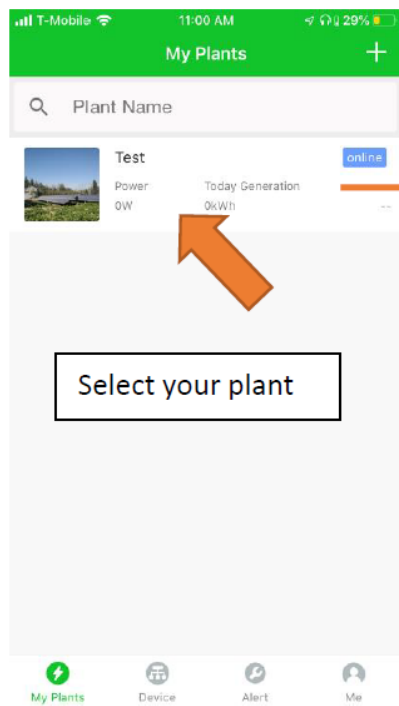 T-Mobile 11:00 AM 29%
My Plants +
Plant Name
Test online
Power Today Generation
0W 0kWh --
Select your plant
My Plants Device Alert Me